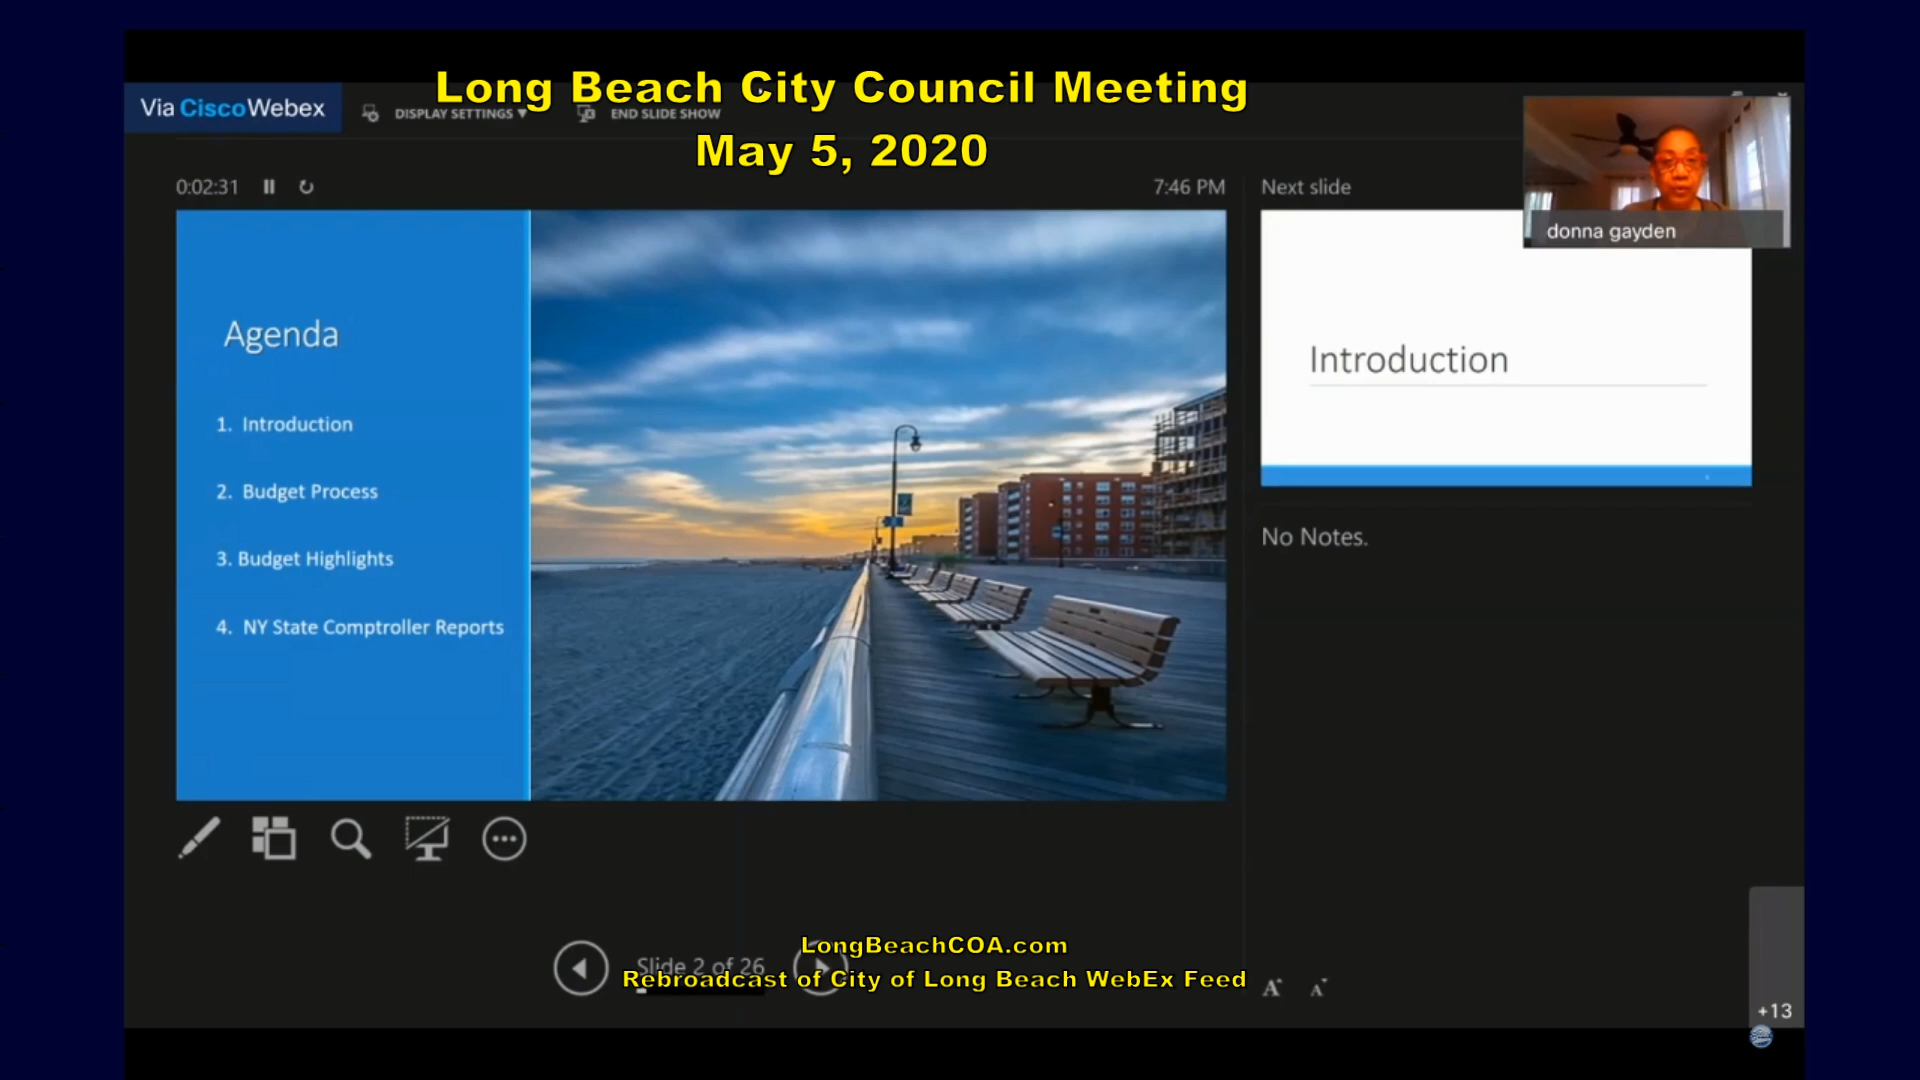 Long Beach City Council Meeting
May 5, 2020
Via CiscoWebex
DISPLAY SETTINGS ▼
END SLIDE SHOW
0:02:31
7:46 PM
Next slide
donna gayden
Agenda
1. Introduction
2. Budget Process
3. Budget Highlights
4. NY State Comptroller Reports
Introduction
No Notes.
Slide 2 of 26
LongBeachCOA.com
Rebroadcast of City of Long Beach WebEx Feed
A A
+13